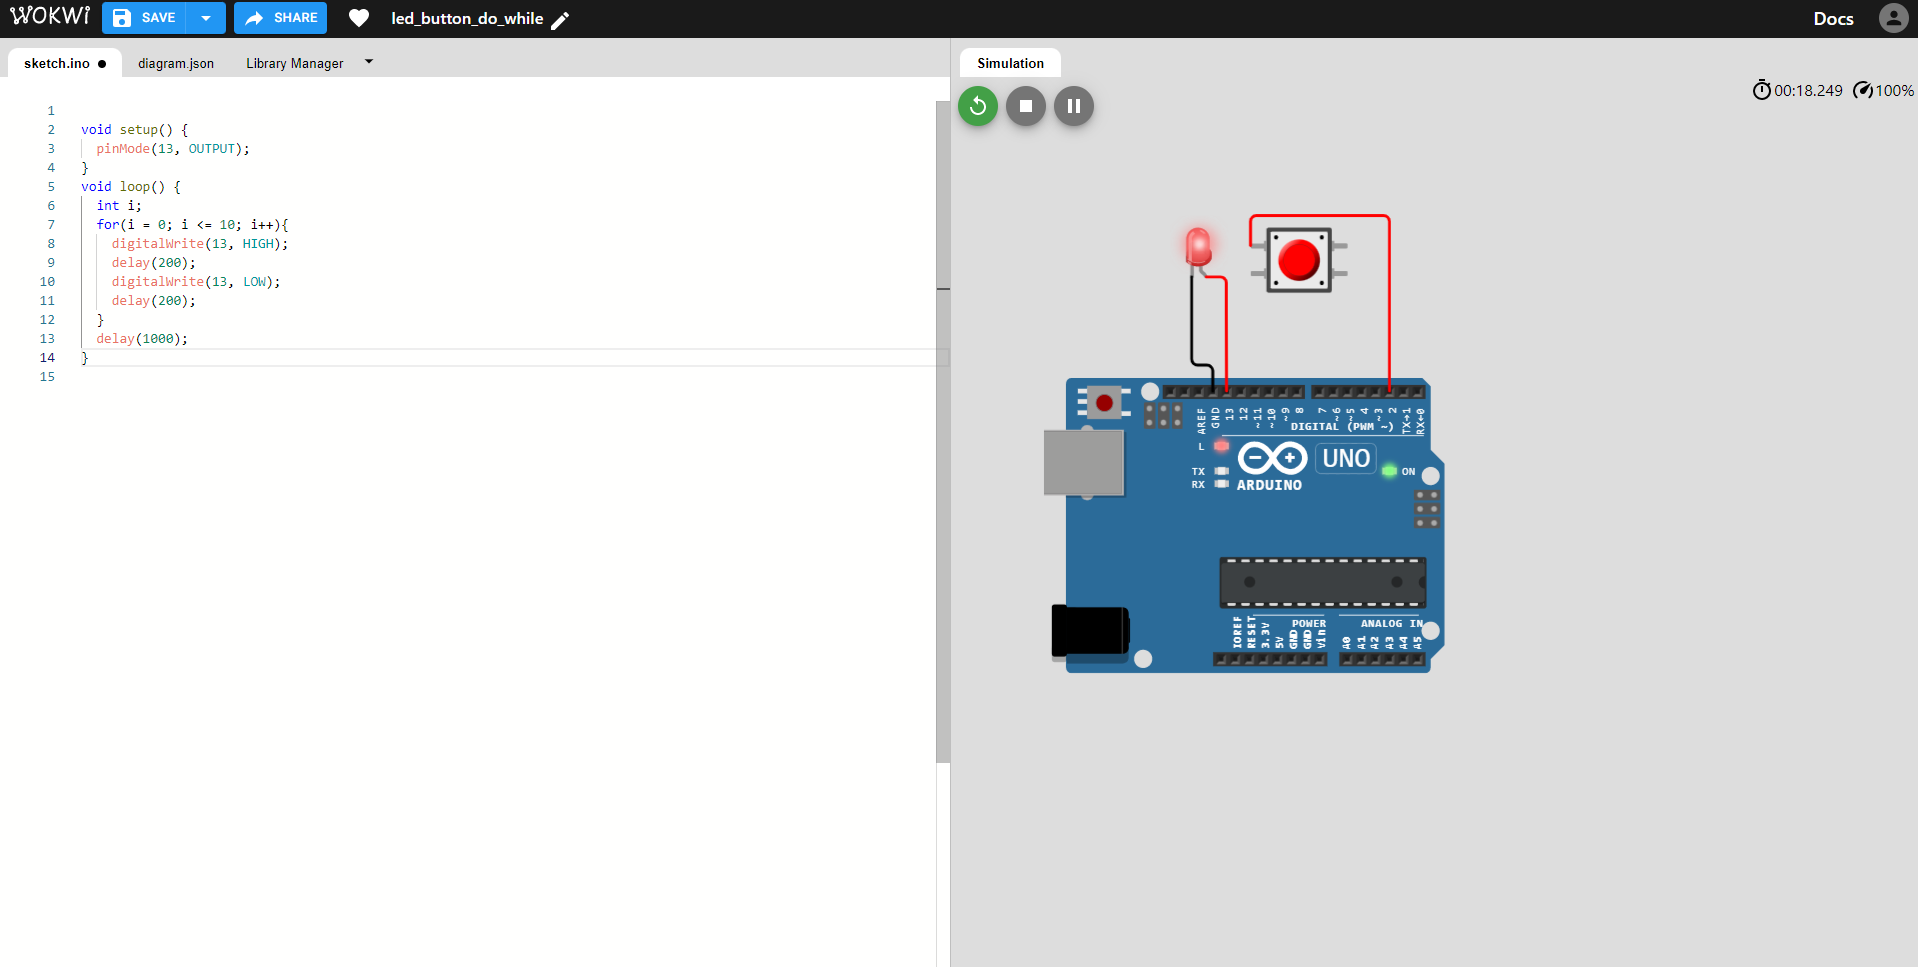 WOKWI SAVE SHARE led_button_do_while Docs
sketch.ino diagram.json Library Manager Simulation
00:18.249 100%
1
2 void setup() {
3 pinMode(13, OUTPUT);
4 }
5 void loop() {
6 int i;
7 for(i = 0; i <= 10; i++){
8 digitalWrite(13, HIGH);
9 delay(200);
10 digitalWrite(13, LOW);
11 delay(200);
12 }
13 delay(1000);
14 }
15
AREF GND 13 12 ~11 ~10 ~9 8 7 ~6 ~5 4 ~3 2 TX→1 RX←0
DIGITAL (PWM ~)
L
UNO
TX ON
RX ARDUINO
POWER ANALOG IN
IOREF RESET 3.3V 5V GND GND Vin A0 A1 A2 A3 A4 A5